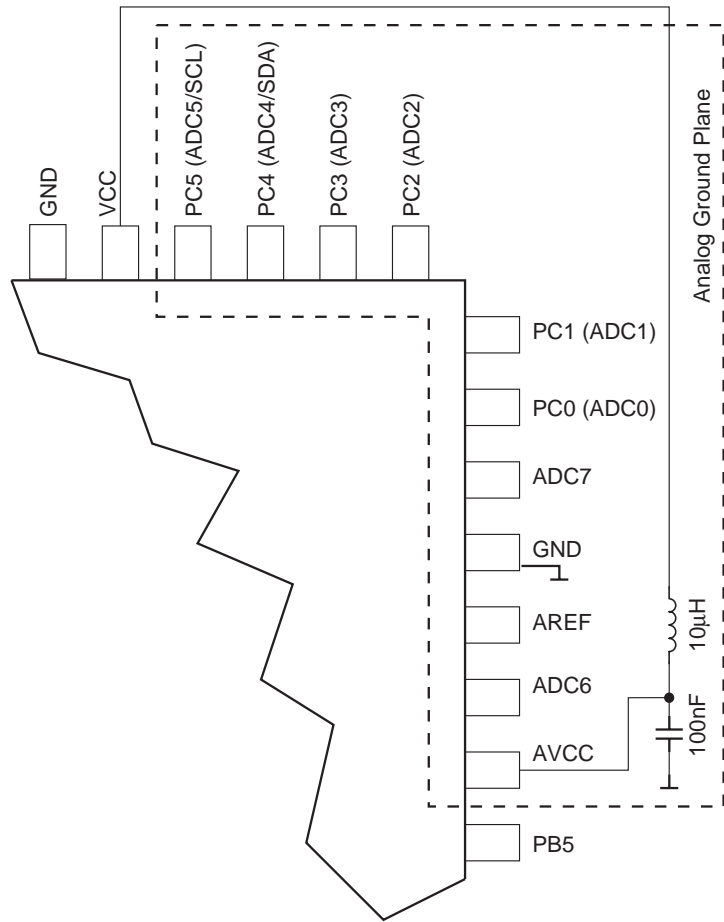 GND
VCC
PC5 (ADC5/SCL)
PC4 (ADC4/SDA)
PC3 (ADC3)
PC2 (ADC2)
Analog Ground Plane
PC1 (ADC1)
PC0 (ADC0)
ADC7
GND
AREF
ADC6
AVCC
PB5
10µH
100nF